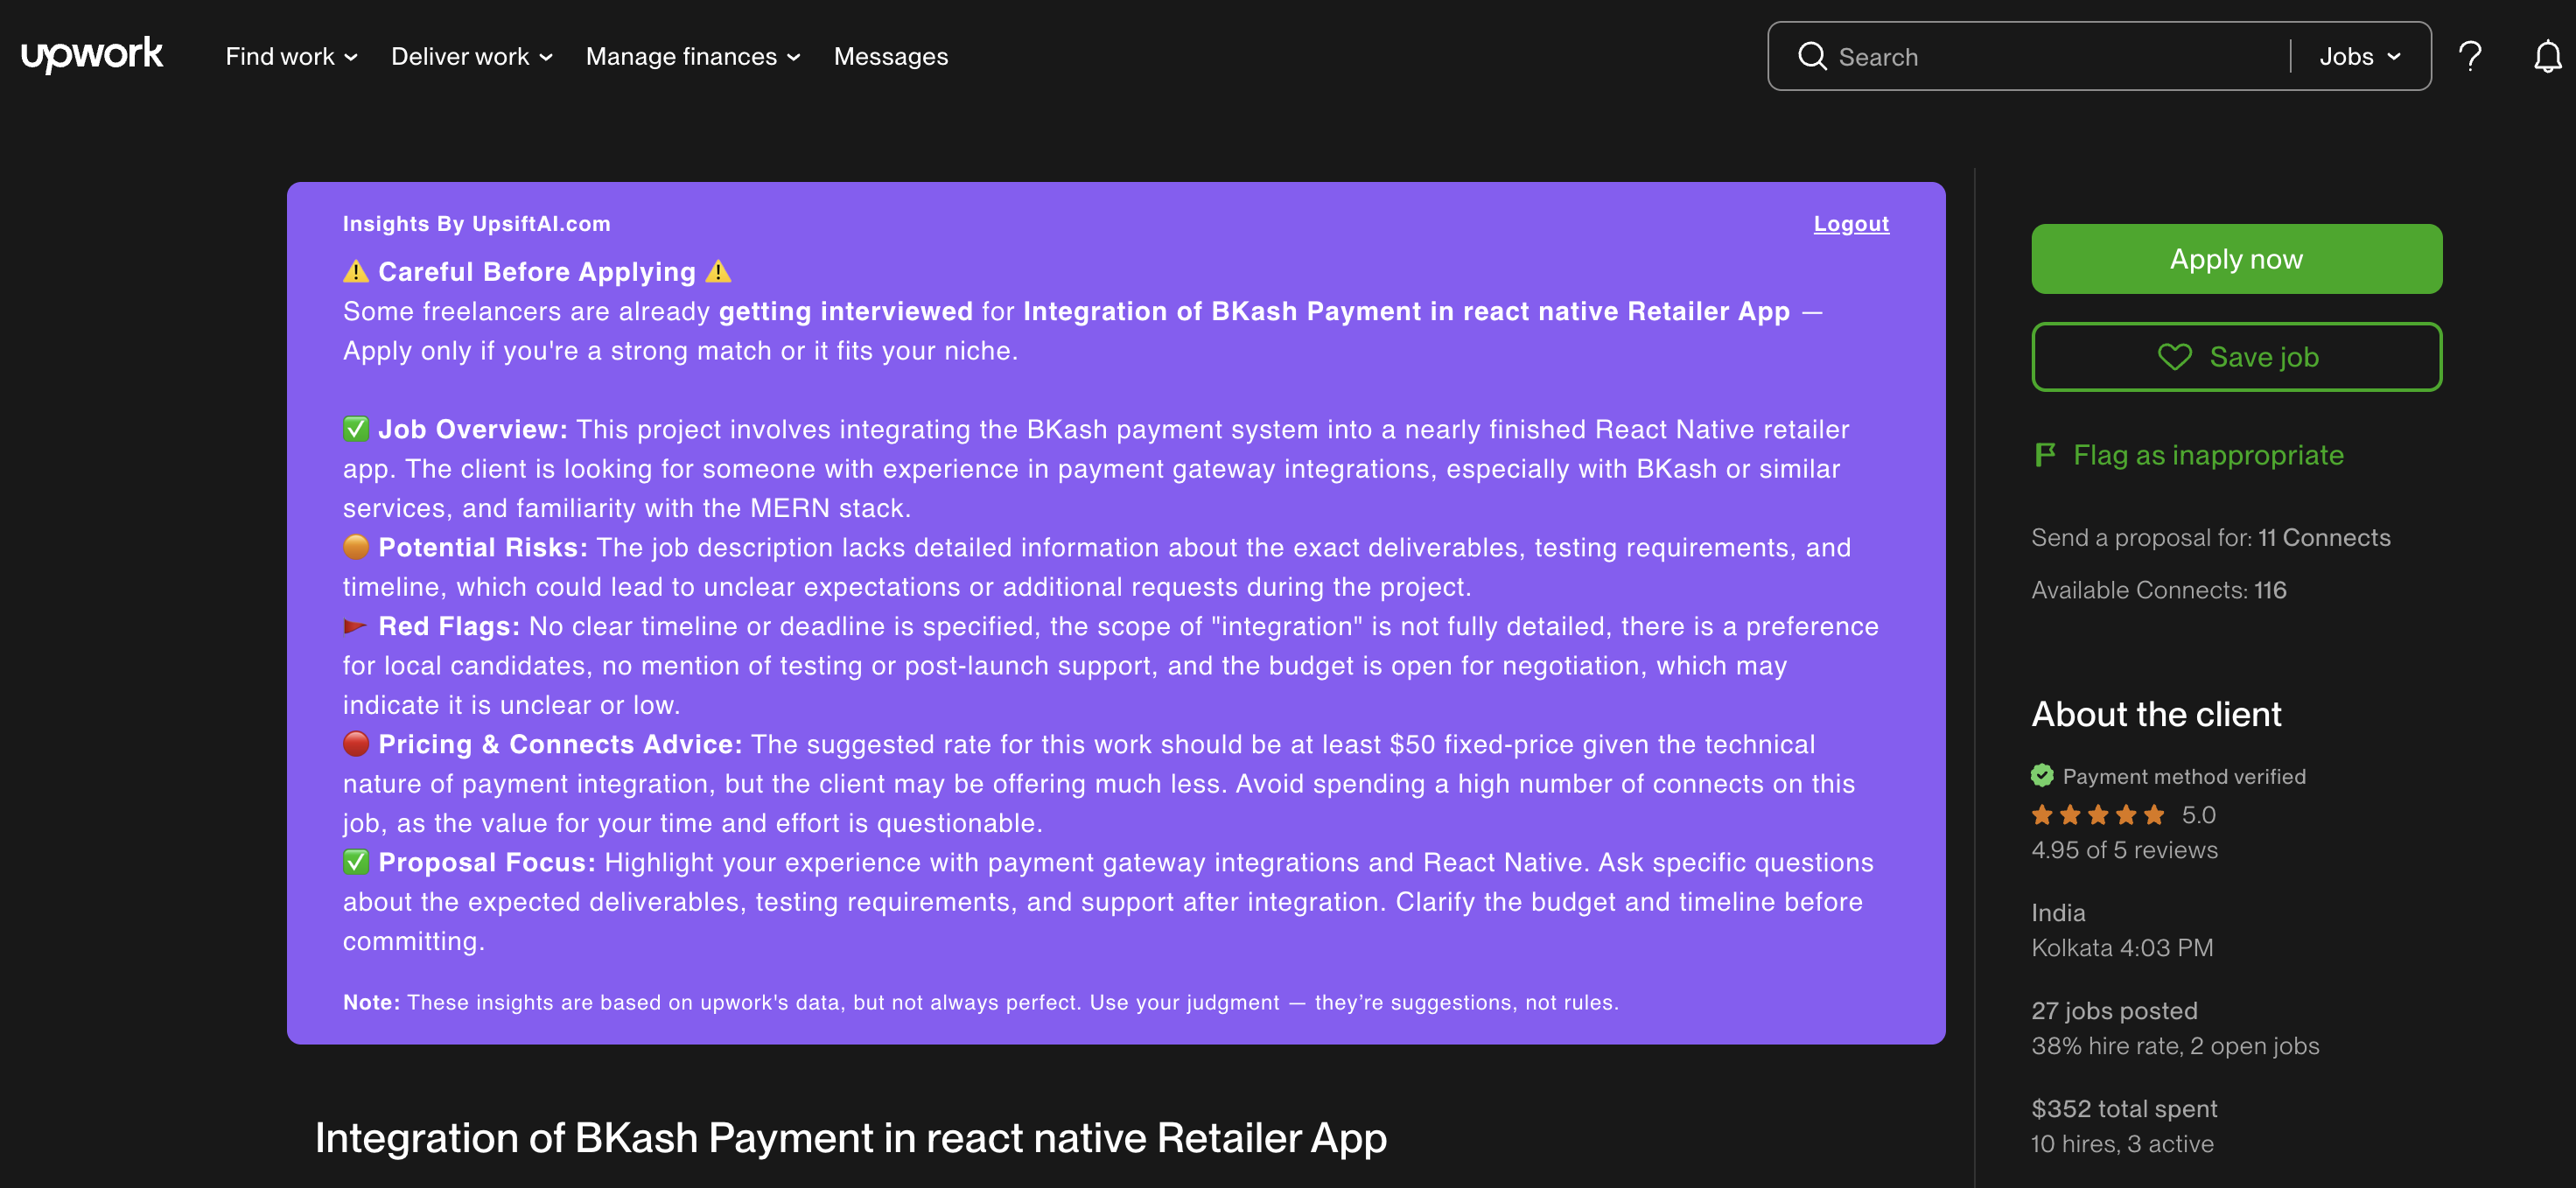 upwork
Find work
Deliver work
Manage finances
Messages
Search
Jobs
Insights By UpsiftAI.com
Logout
⚠️ Careful Before Applying ⚠️
Some freelancers are already getting interviewed for Integration of BKash Payment in react native Retailer App —
Apply only if you're a strong match or it fits your niche.
✅ Job Overview: This project involves integrating the BKash payment system into a nearly finished React Native retailer
app. The client is looking for someone with experience in payment gateway integrations, especially with BKash or similar
services, and familiarity with the MERN stack.
🟠 Potential Risks: The job description lacks detailed information about the exact deliverables, testing requirements, and
timeline, which could lead to unclear expectations or additional requests during the project.
🚩 Red Flags: No clear timeline or deadline is specified, the scope of "integration" is not fully detailed, there is a preference
for local candidates, no mention of testing or post-launch support, and the budget is open for negotiation, which may
indicate it is unclear or low.
🔴 Pricing & Connects Advice: The suggested rate for this work should be at least $50 fixed-price given the technical
nature of payment integration, but the client may be offering much less. Avoid spending a high number of connects on this
job, as the value for your time and effort is questionable.
✅ Proposal Focus: Highlight your experience with payment gateway integrations and React Native. Ask specific questions
about the expected deliverables, testing requirements, and support after integration. Clarify the budget and timeline before
committing.
Note: These insights are based on upwork's data, but not always perfect. Use your judgment — they’re suggestions, not rules.
Integration of BKash Payment in react native Retailer App
Apply now
Save job
Flag as inappropriate
Send a proposal for: 11 Connects
Available Connects: 116
About the client
Payment method verified
5.0
4.95 of 5 reviews
India
Kolkata 4:03 PM
27 jobs posted
38% hire rate, 2 open jobs
$352 total spent
10 hires, 3 active